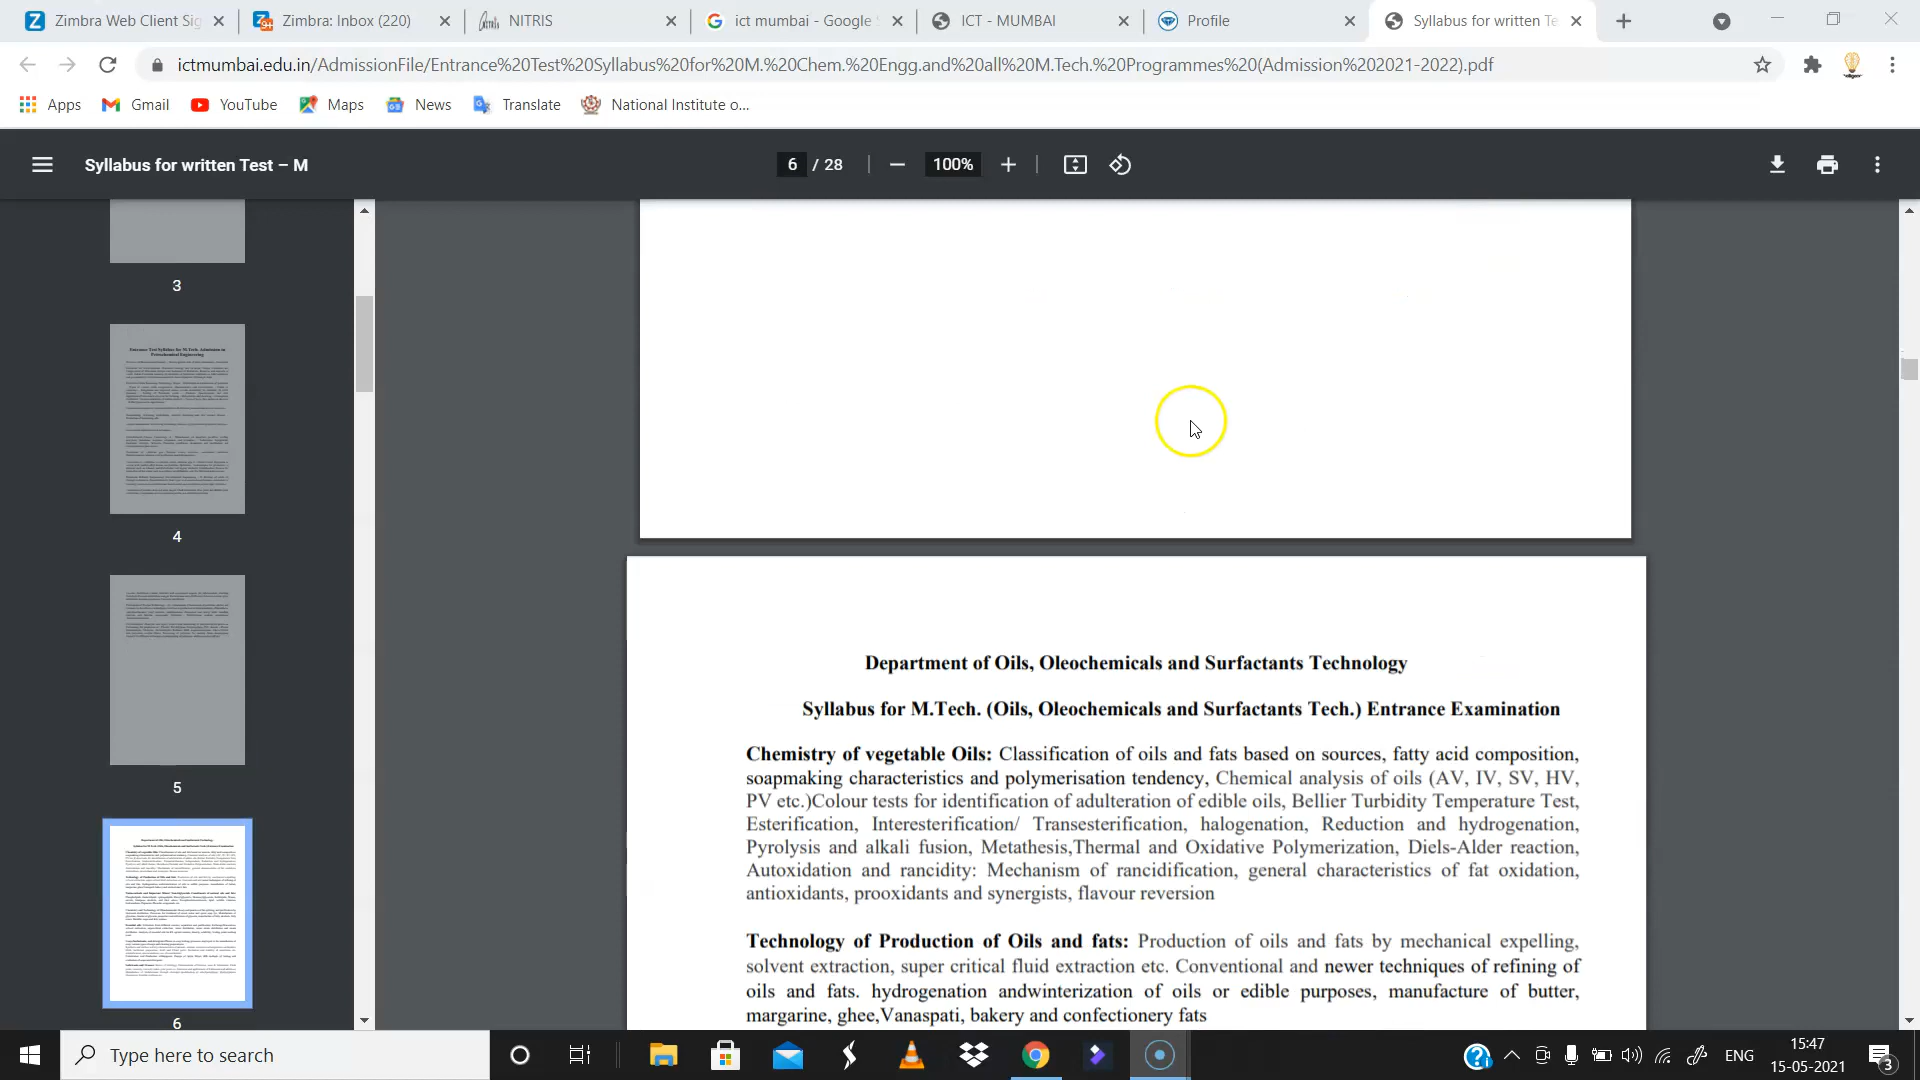 Zimbra Web Client Sig
Zimbra: Inbox (220)
NITRIS
ict mumbai - Google S
ICT - MUMBAI
Profile
Syllabus for written Te
ictmumbai.edu.in/AdmissionFile/Entrance%20Test%20Syllabus%20for%20M.%20Chem.%20Engg.and%20all%20M.Tech.%20Programmes%20(Admission%202021-2022).pdf
Apps
Gmail
YouTube
Maps
News
Translate
National Institute o...
Syllabus for written Test – M
6 / 28
100%
3
4
5
6
Department of Oils, Oleochemicals and Surfactants Technology
Syllabus for M.Tech. (Oils, Oleochemicals and Surfactants Tech.) Entrance Examination
Chemistry of vegetable Oils: Classification of oils and fats based on sources, fatty acid composition,
soapmaking characteristics and polymerisation tendency, Chemical analysis of oils (AV, IV, SV, HV,
PV etc.)Colour tests for identification of adulteration of edible oils, Bellier Turbidity Temperature Test,
Esterification, Interesterification/ Transesterification, halogenation, Reduction and hydrogenation,
Pyrolysis and alkali fusion, Metathesis,Thermal and Oxidative Polymerization, Diels-Alder reaction,
Autoxidation and rancidity: Mechanism of rancidification, general characteristics of fat oxidation,
antioxidants, prooxidants and synergists, flavour reversion
Technology of Production of Oils and fats: Production of oils and fats by mechanical expelling,
solvent extraction, super critical fluid extraction etc. Conventional and newer techniques of refining of
oils and fats. hydrogenation andwinterization of oils or edible purposes, manufacture of butter,
margarine, ghee,Vanaspati, bakery and confectionery fats
Type here to search
ENG
15:47
15-05-2021
3